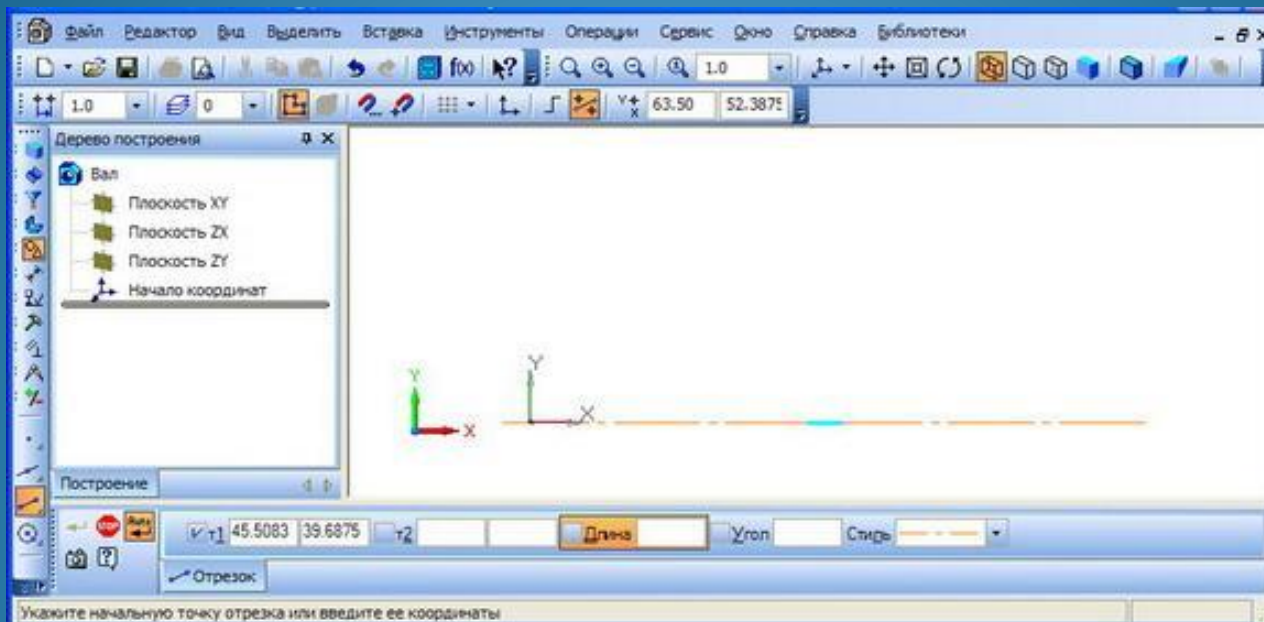 Файл Редактор Вид Выделить Вставка Инструменты Операции Сервис Окно Справка Библиотеки
f(x) ? 1.0
1.0 0 63.50 52.3875
Дерево построения
Вал
Плоскость XY
Плоскость ZX
Плоскость ZY
Начало координат
Y
Y
X
X
Построение
STOP Auto т1 45.5083 39.6875 т2 Длина Угол Стиль
Отрезок
Укажите начальную точку отрезка или введите ее координаты